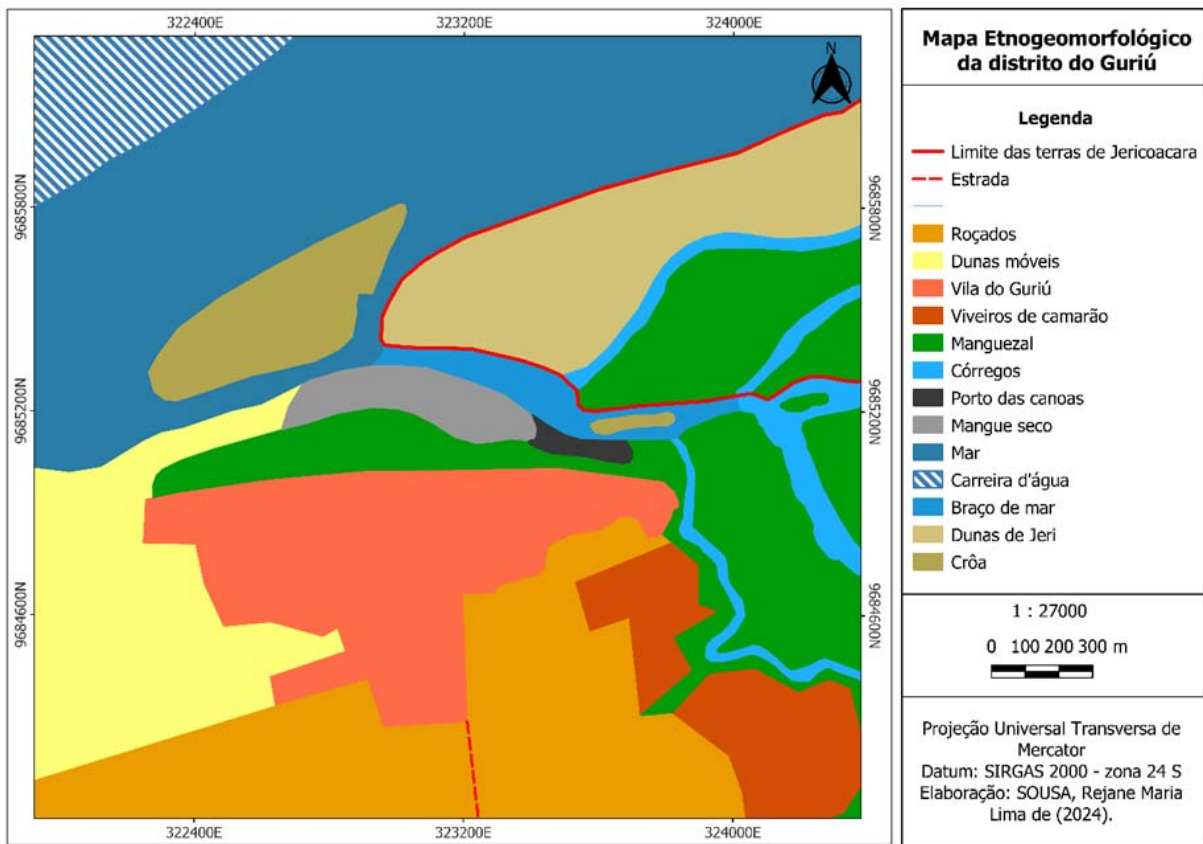 322400E
323200E
324000E
N
9685800N
9685800N
9685200N
9685200N
9684600N
9684600N
322400E
323200E
324000E
Mapa Etnogeomorfológico
da distrito do Guriú
Legenda
Limite das terras de Jericoacara
Estrada
Roçados
Dunas móveis
Vila do Guriú
Viveiros de camarão
Manguezal
Córregos
Porto das canoas
Mangue seco
Mar
Carreira d'água
Braço de mar
Dunas de Jeri
Crôa
1 : 27000
0 100 200 300 m
Projeção Universal Transversa de
Mercator
Datum: SIRGAS 2000 - zona 24 S
Elaboração: SOUSA, Rejane Maria
Lima de (2024).